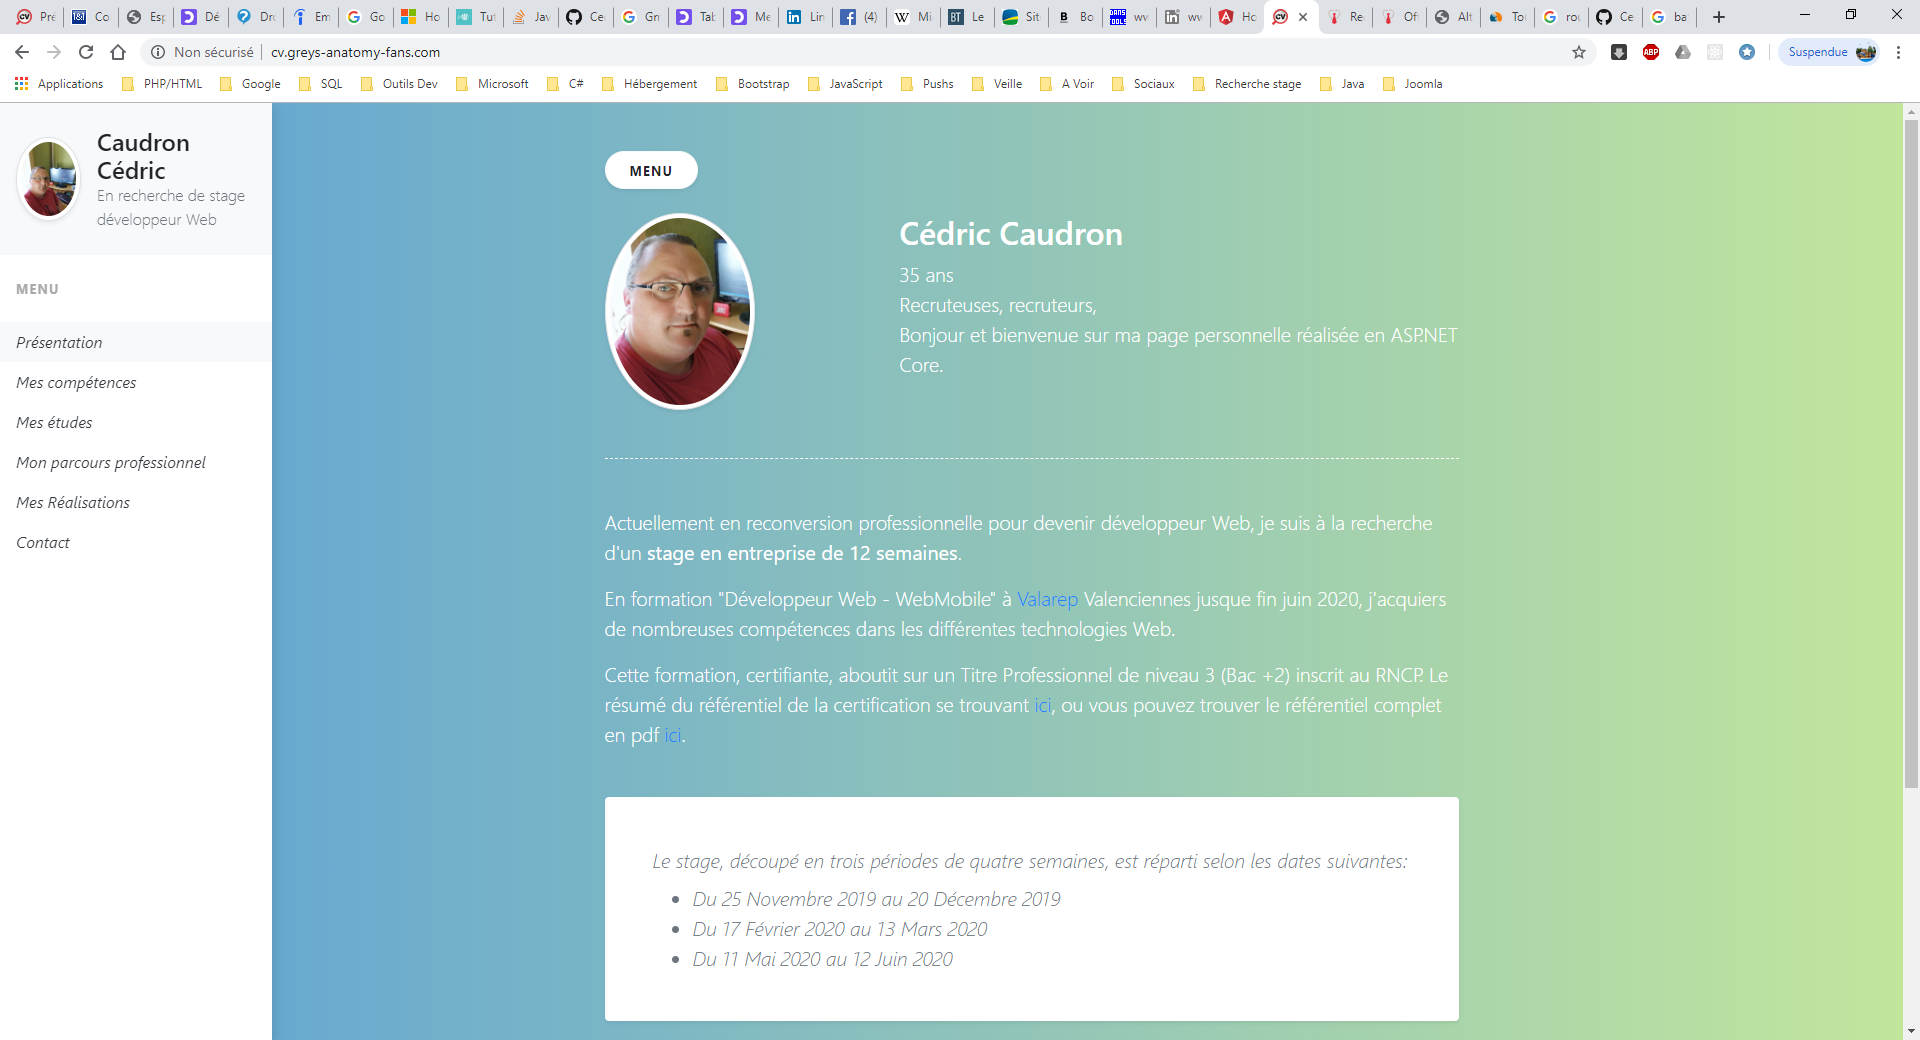 Pré
Co
Esp
Dé
Dro
Em
Go
Ho
Tut
Jav
Ce
Gm
Tab
Me
Lin
(4)
Mi
Le
Sit
Bo
wv
wv
Ho
Re
Of
Alt
To
rou
Ce
ba
Non sécurisé
cv.greys-anatomy-fans.com
ABP
Suspendue
Applications
PHP/HTML
Google
SQL
Outils Dev
Microsoft
C#
Hébergement
Bootstrap
JavaScript
Pushs
Veille
A Voir
Sociaux
Recherche stage
Java
Joomla
Caudron
Cédric
En recherche de stage
développeur Web
MENU
Présentation
Mes compétences
Mes études
Mon parcours professionnel
Mes Réalisations
Contact
MENU
Cédric Caudron
35 ans
Recruteuses, recruteurs,
Bonjour et bienvenue sur ma page personnelle réalisée en ASP.NET
Core.
Actuellement en reconversion professionnelle pour devenir développeur Web, je suis à la recherche
d'un stage en entreprise de 12 semaines.
En formation "Développeur Web - WebMobile" à Valarep Valenciennes jusque fin juin 2020, j'acquiers
de nombreuses compétences dans les différentes technologies Web.
Cette formation, certifiante, aboutit sur un Titre Professionnel de niveau 3 (Bac +2) inscrit au RNCP. Le
résumé du référentiel de la certification se trouvant ici, ou vous pouvez trouver le référentiel complet
en pdf ici.
Le stage, découpé en trois périodes de quatre semaines, est réparti selon les dates suivantes:
Du 25 Novembre 2019 au 20 Décembre 2019
Du 17 Février 2020 au 13 Mars 2020
Du 11 Mai 2020 au 12 Juin 2020